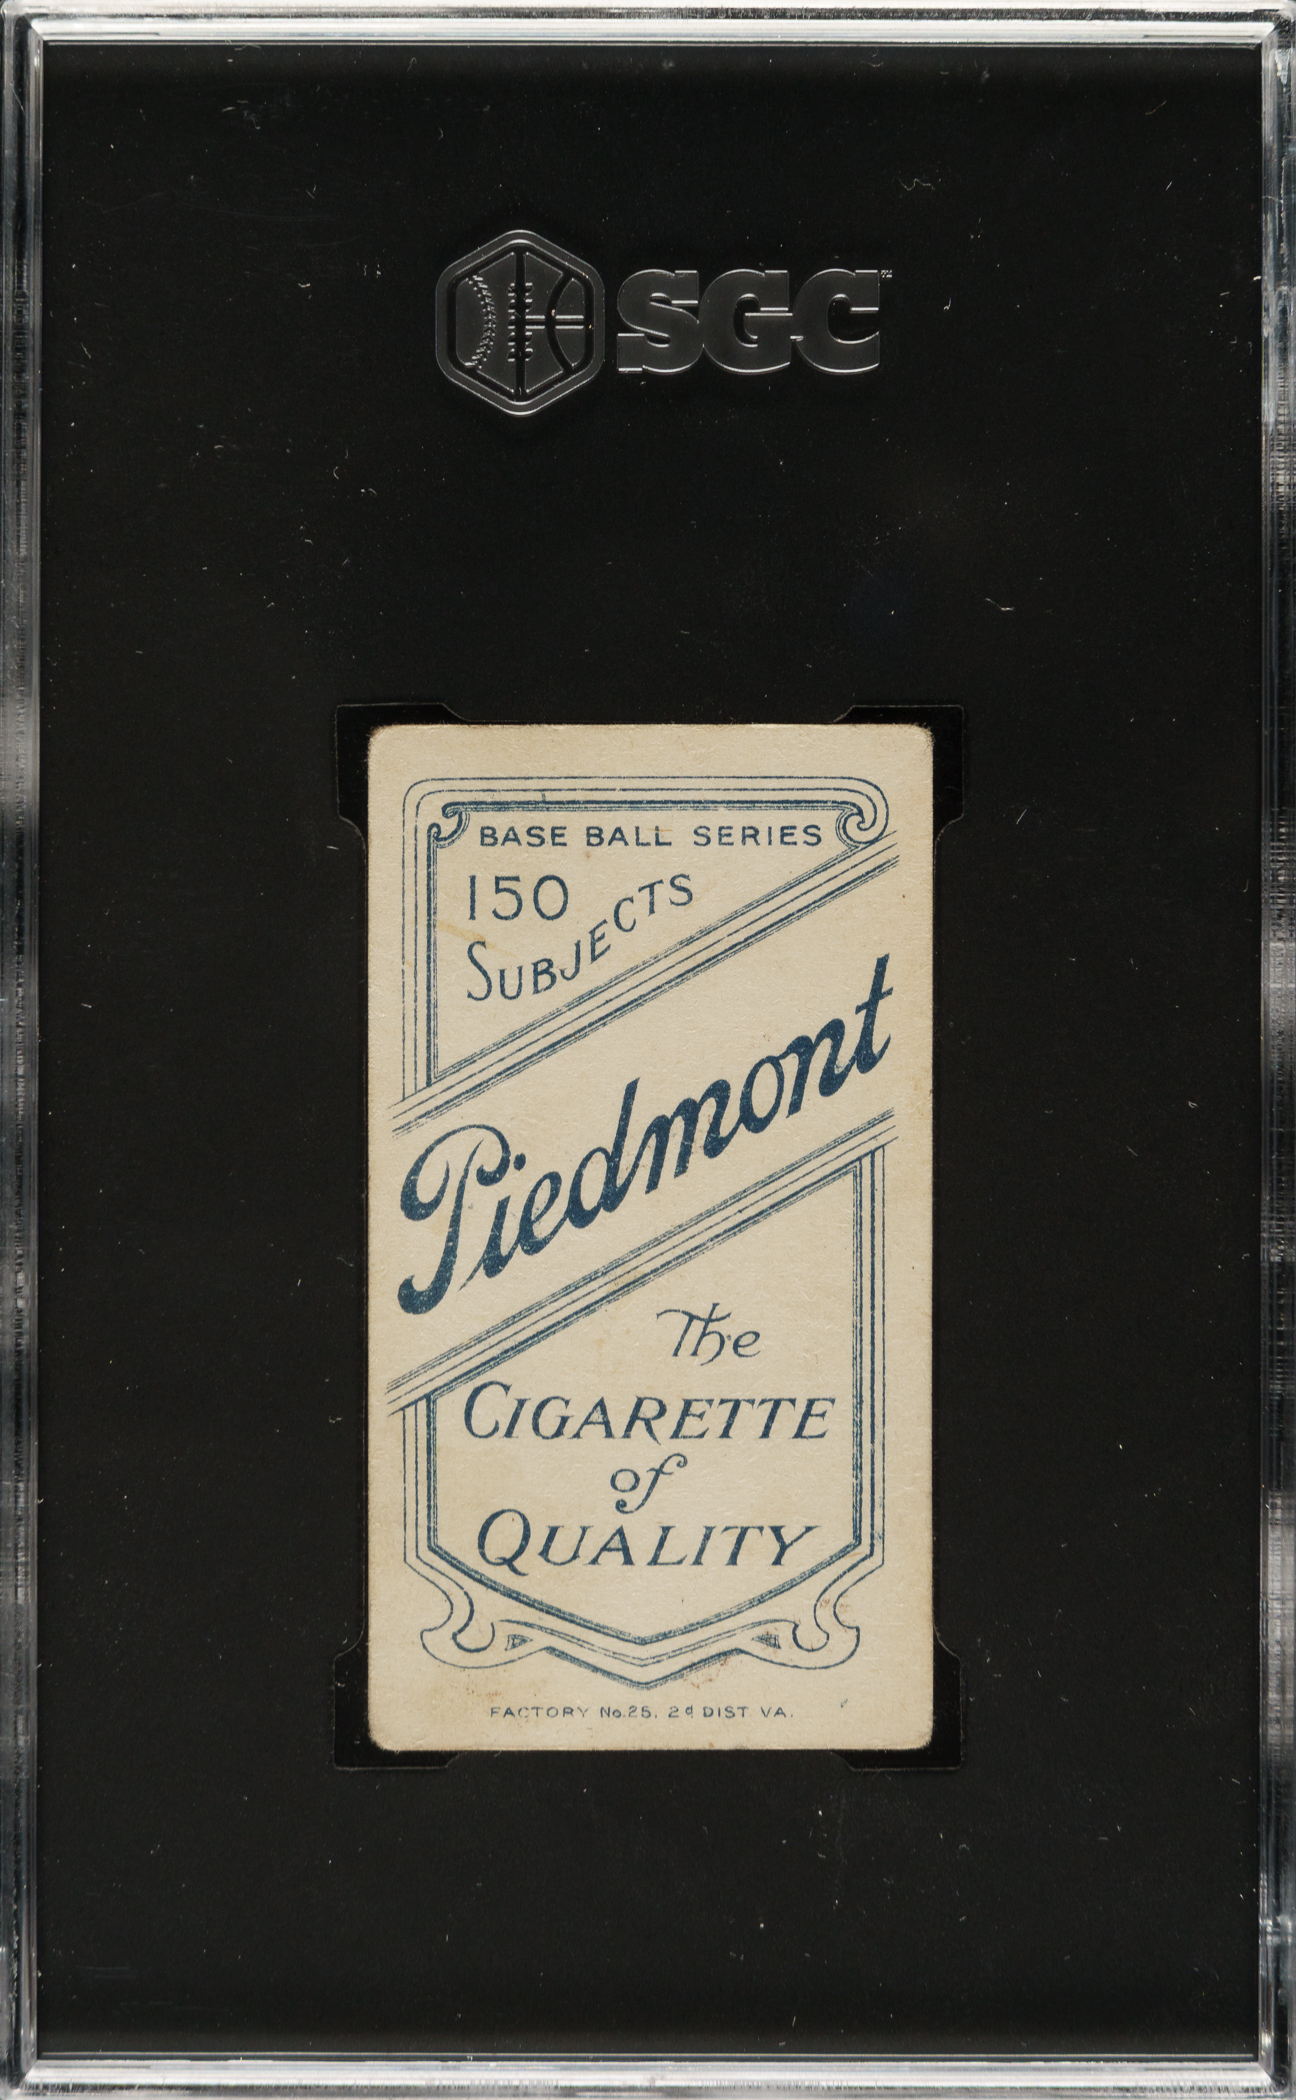 SGC
BASE BALL SERIES
150
SUBJECTS
Piedmont
The
CIGARETTE
of
QUALITY
FACTORY No. 25, 2d DIST. VA.